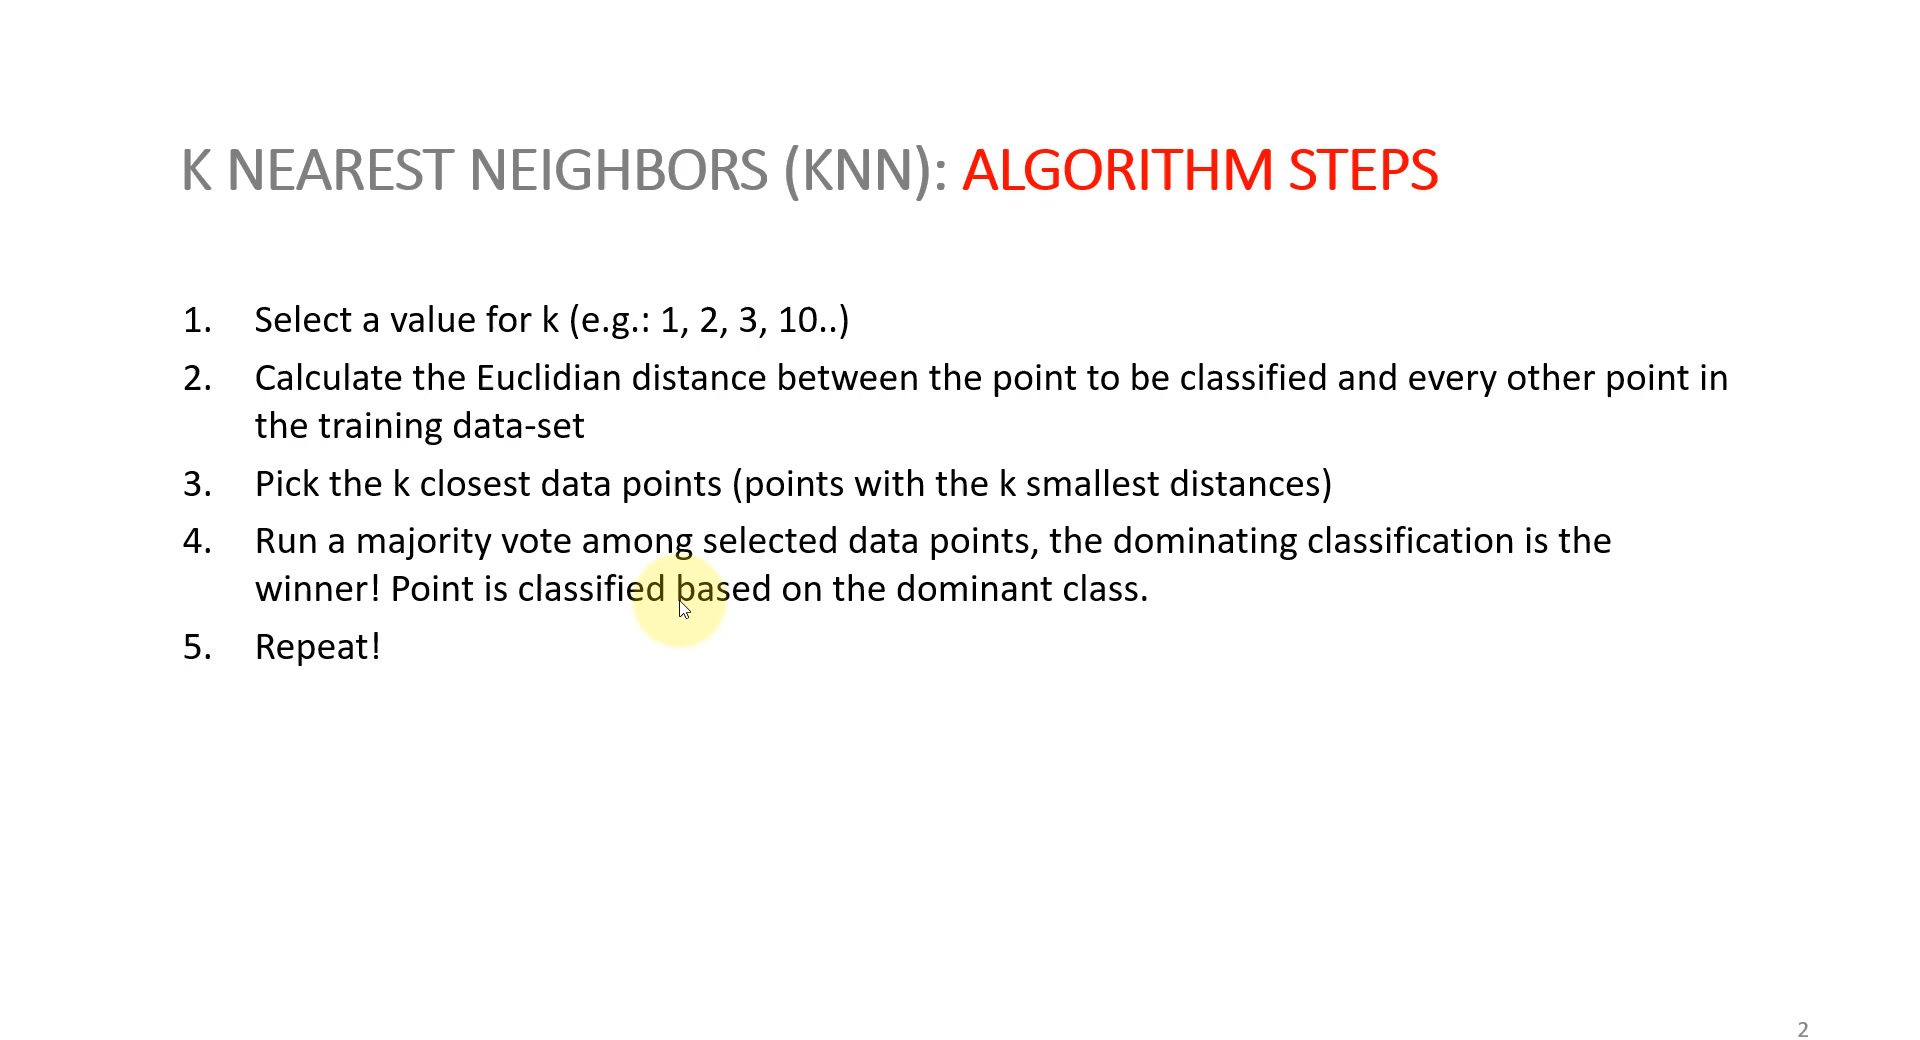 K NEAREST NEIGHBORS (KNN): ALGORITHM STEPS
1. Select a value for k (e.g.: 1, 2, 3, 10..)
2. Calculate the Euclidian distance between the point to be classified and every other point in
the training data-set
3. Pick the k closest data points (points with the k smallest distances)
4. Run a majority vote among selected data points, the dominating classification is the
winner! Point is classified based on the dominant class.
5. Repeat!
2